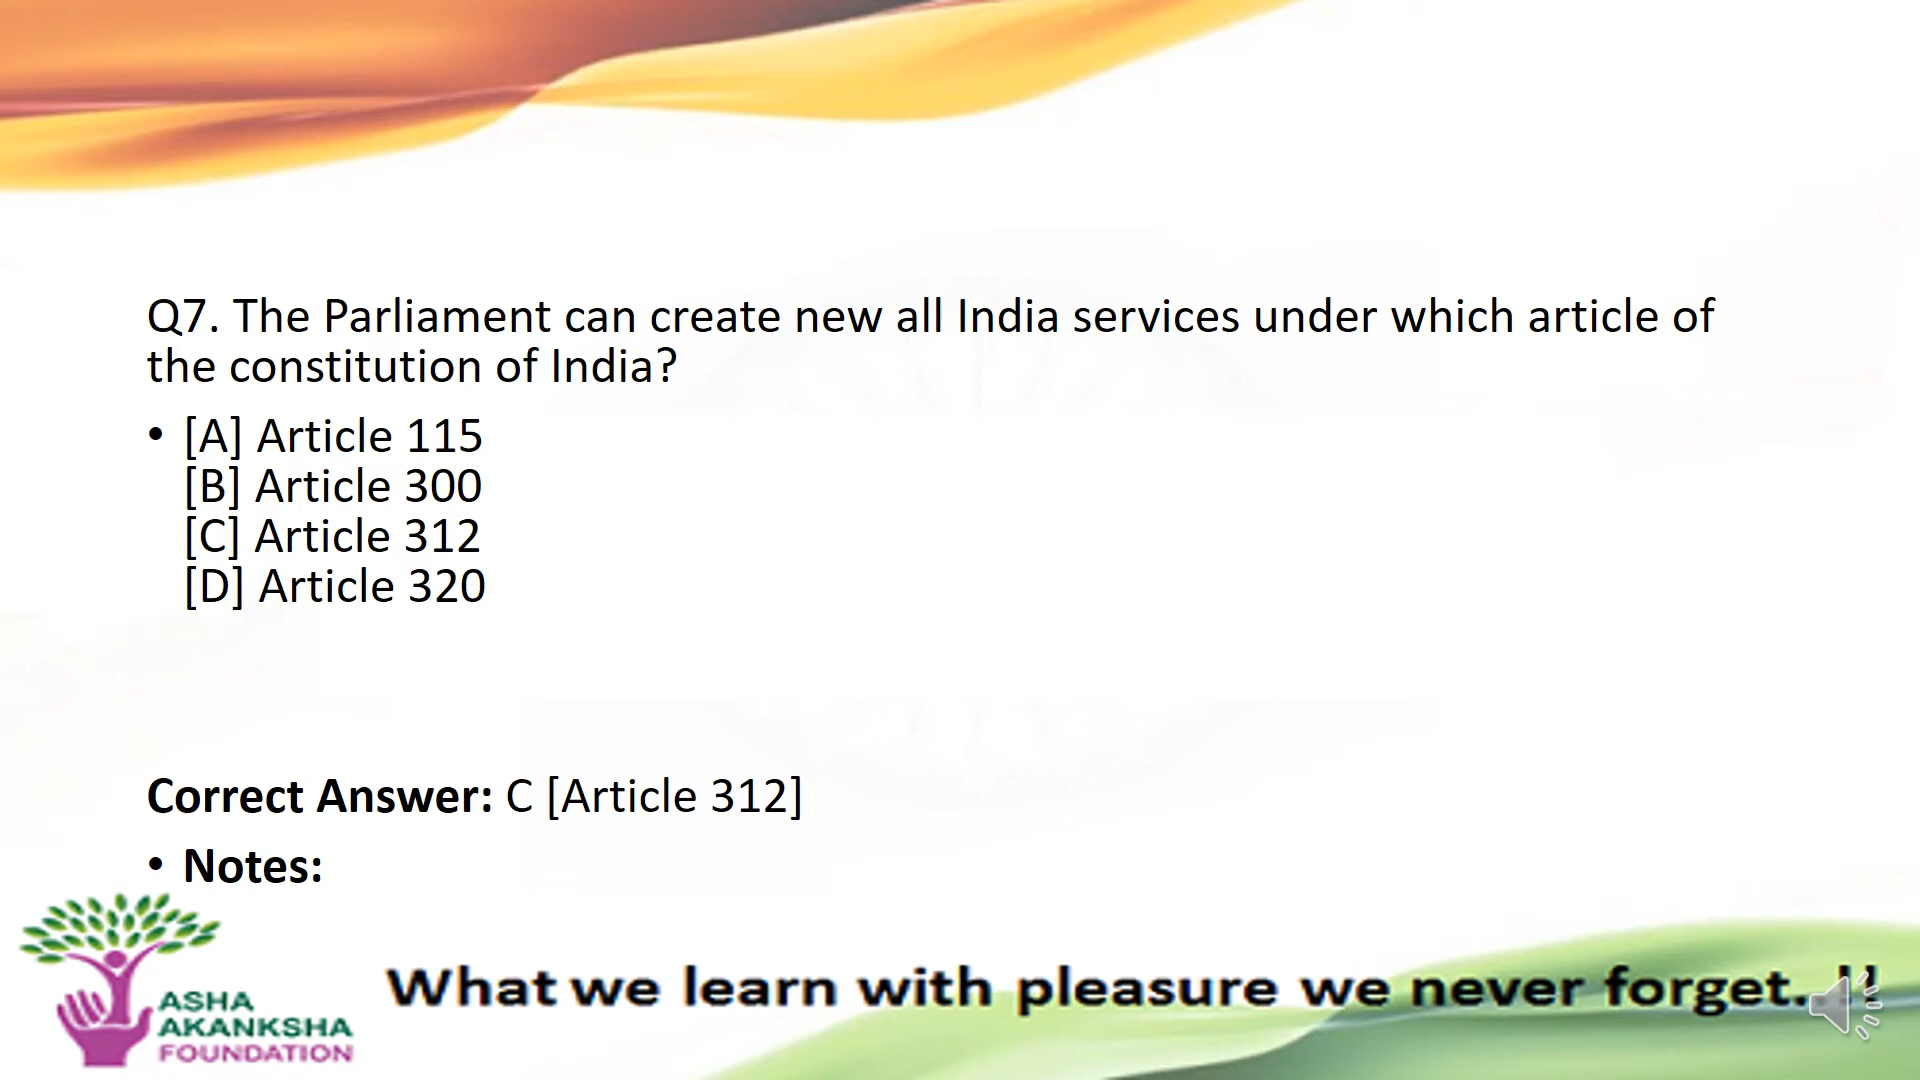 Q7. The Parliament can create new all India services under which article of
the constitution of India?
• [A] Article 115
[B] Article 300
[C] Article 312
[D] Article 320
Correct Answer: C [Article 312]
• Notes:
What we learn with pleasure we never forget..!!
ASHA
AKANKSHA
FOUNDATION